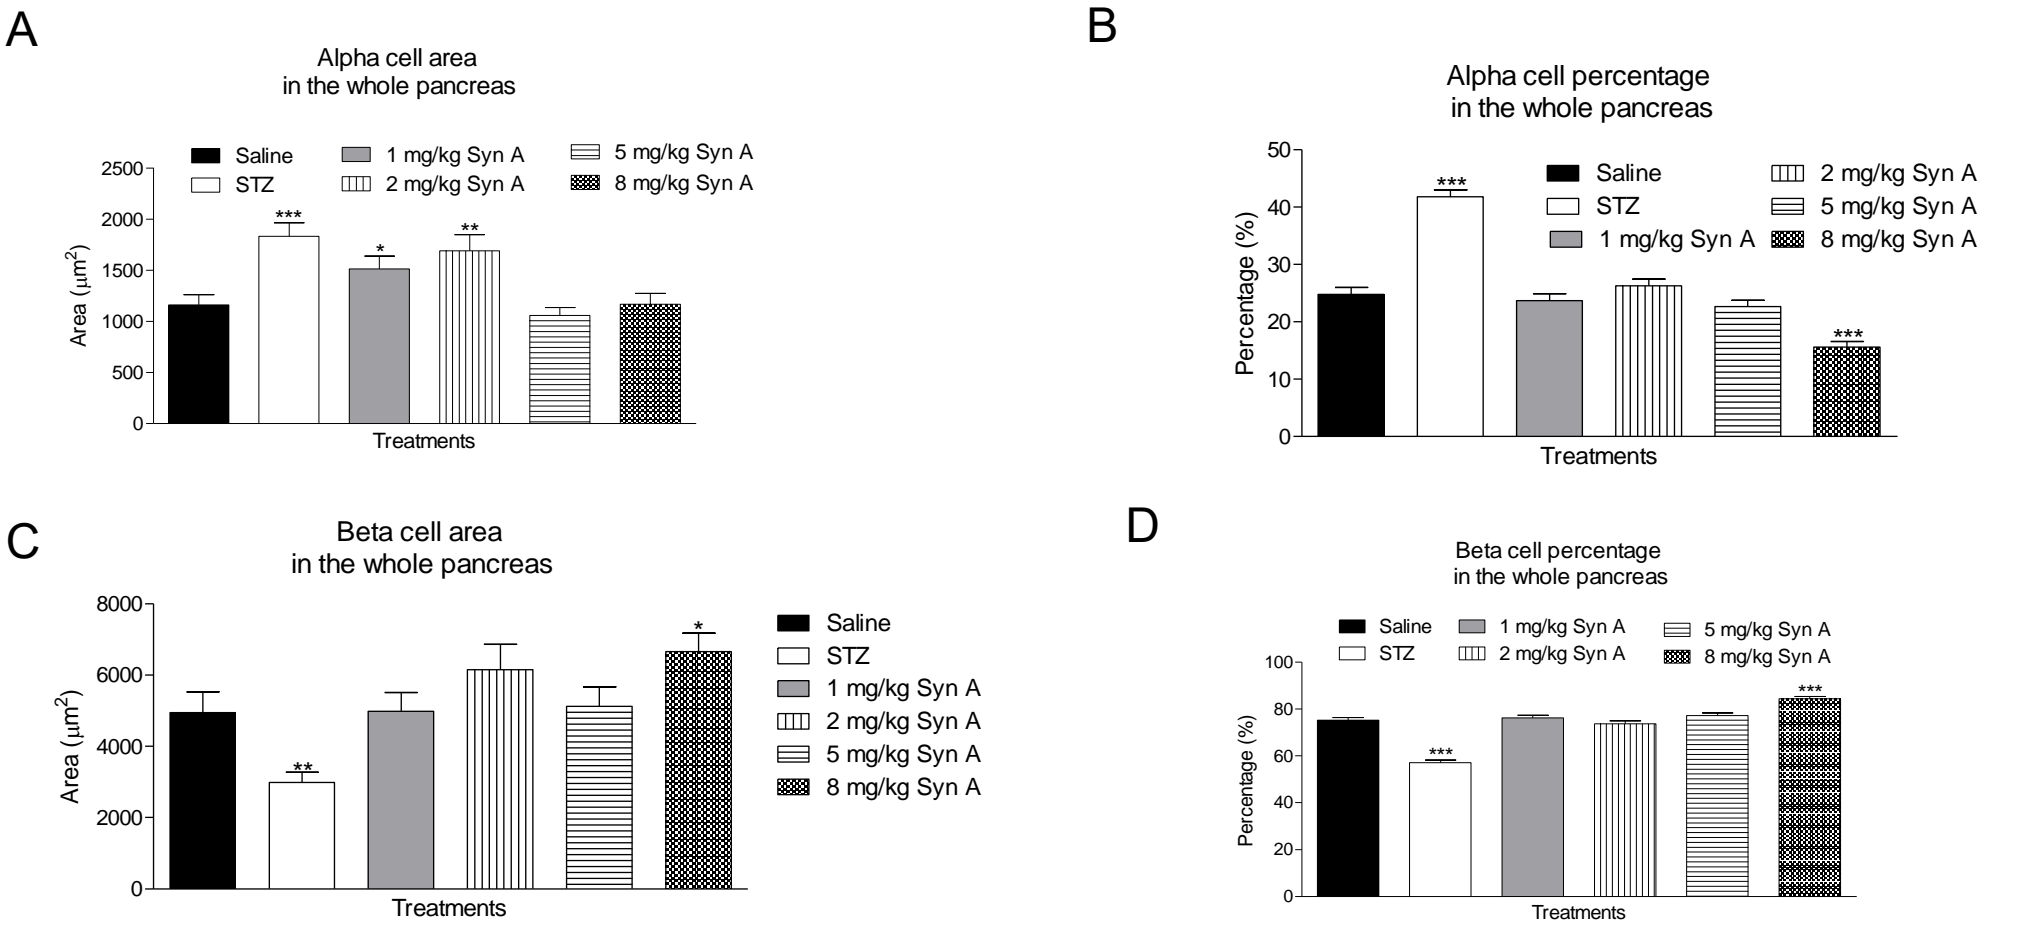 A
Alpha cell area
in the whole pancreas
Saline
STZ
1 mg/kg Syn A
2 mg/kg Syn A
5 mg/kg Syn A
8 mg/kg Syn A
2500
2000
1500
1000
500
0
Area (μm²)
***
*
**
Treatments
B
Alpha cell percentage
in the whole pancreas
Saline
STZ
1 mg/kg Syn A
2 mg/kg Syn A
5 mg/kg Syn A
8 mg/kg Syn A
50
40
30
20
10
0
Percentage (%)
***
***
Treatments
C
Beta cell area
in the whole pancreas
8000
6000
4000
2000
0
Area (μm²)
**
*
Saline
STZ
1 mg/kg Syn A
2 mg/kg Syn A
5 mg/kg Syn A
8 mg/kg Syn A
Treatments
D
Beta cell percentage
in the whole pancreas
Saline
STZ
1 mg/kg Syn A
2 mg/kg Syn A
5 mg/kg Syn A
8 mg/kg Syn A
100
80
60
40
20
0
Percentage (%)
***
***
Treatments